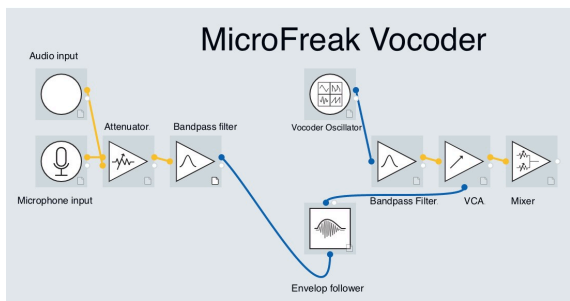 MicroFreak Vocoder
Audio input
Attenuator.
Bandpass filter
Vocoder Oscillator
Microphone input
Bandpass Filter.
VCA.
Mixer
Envelop follower